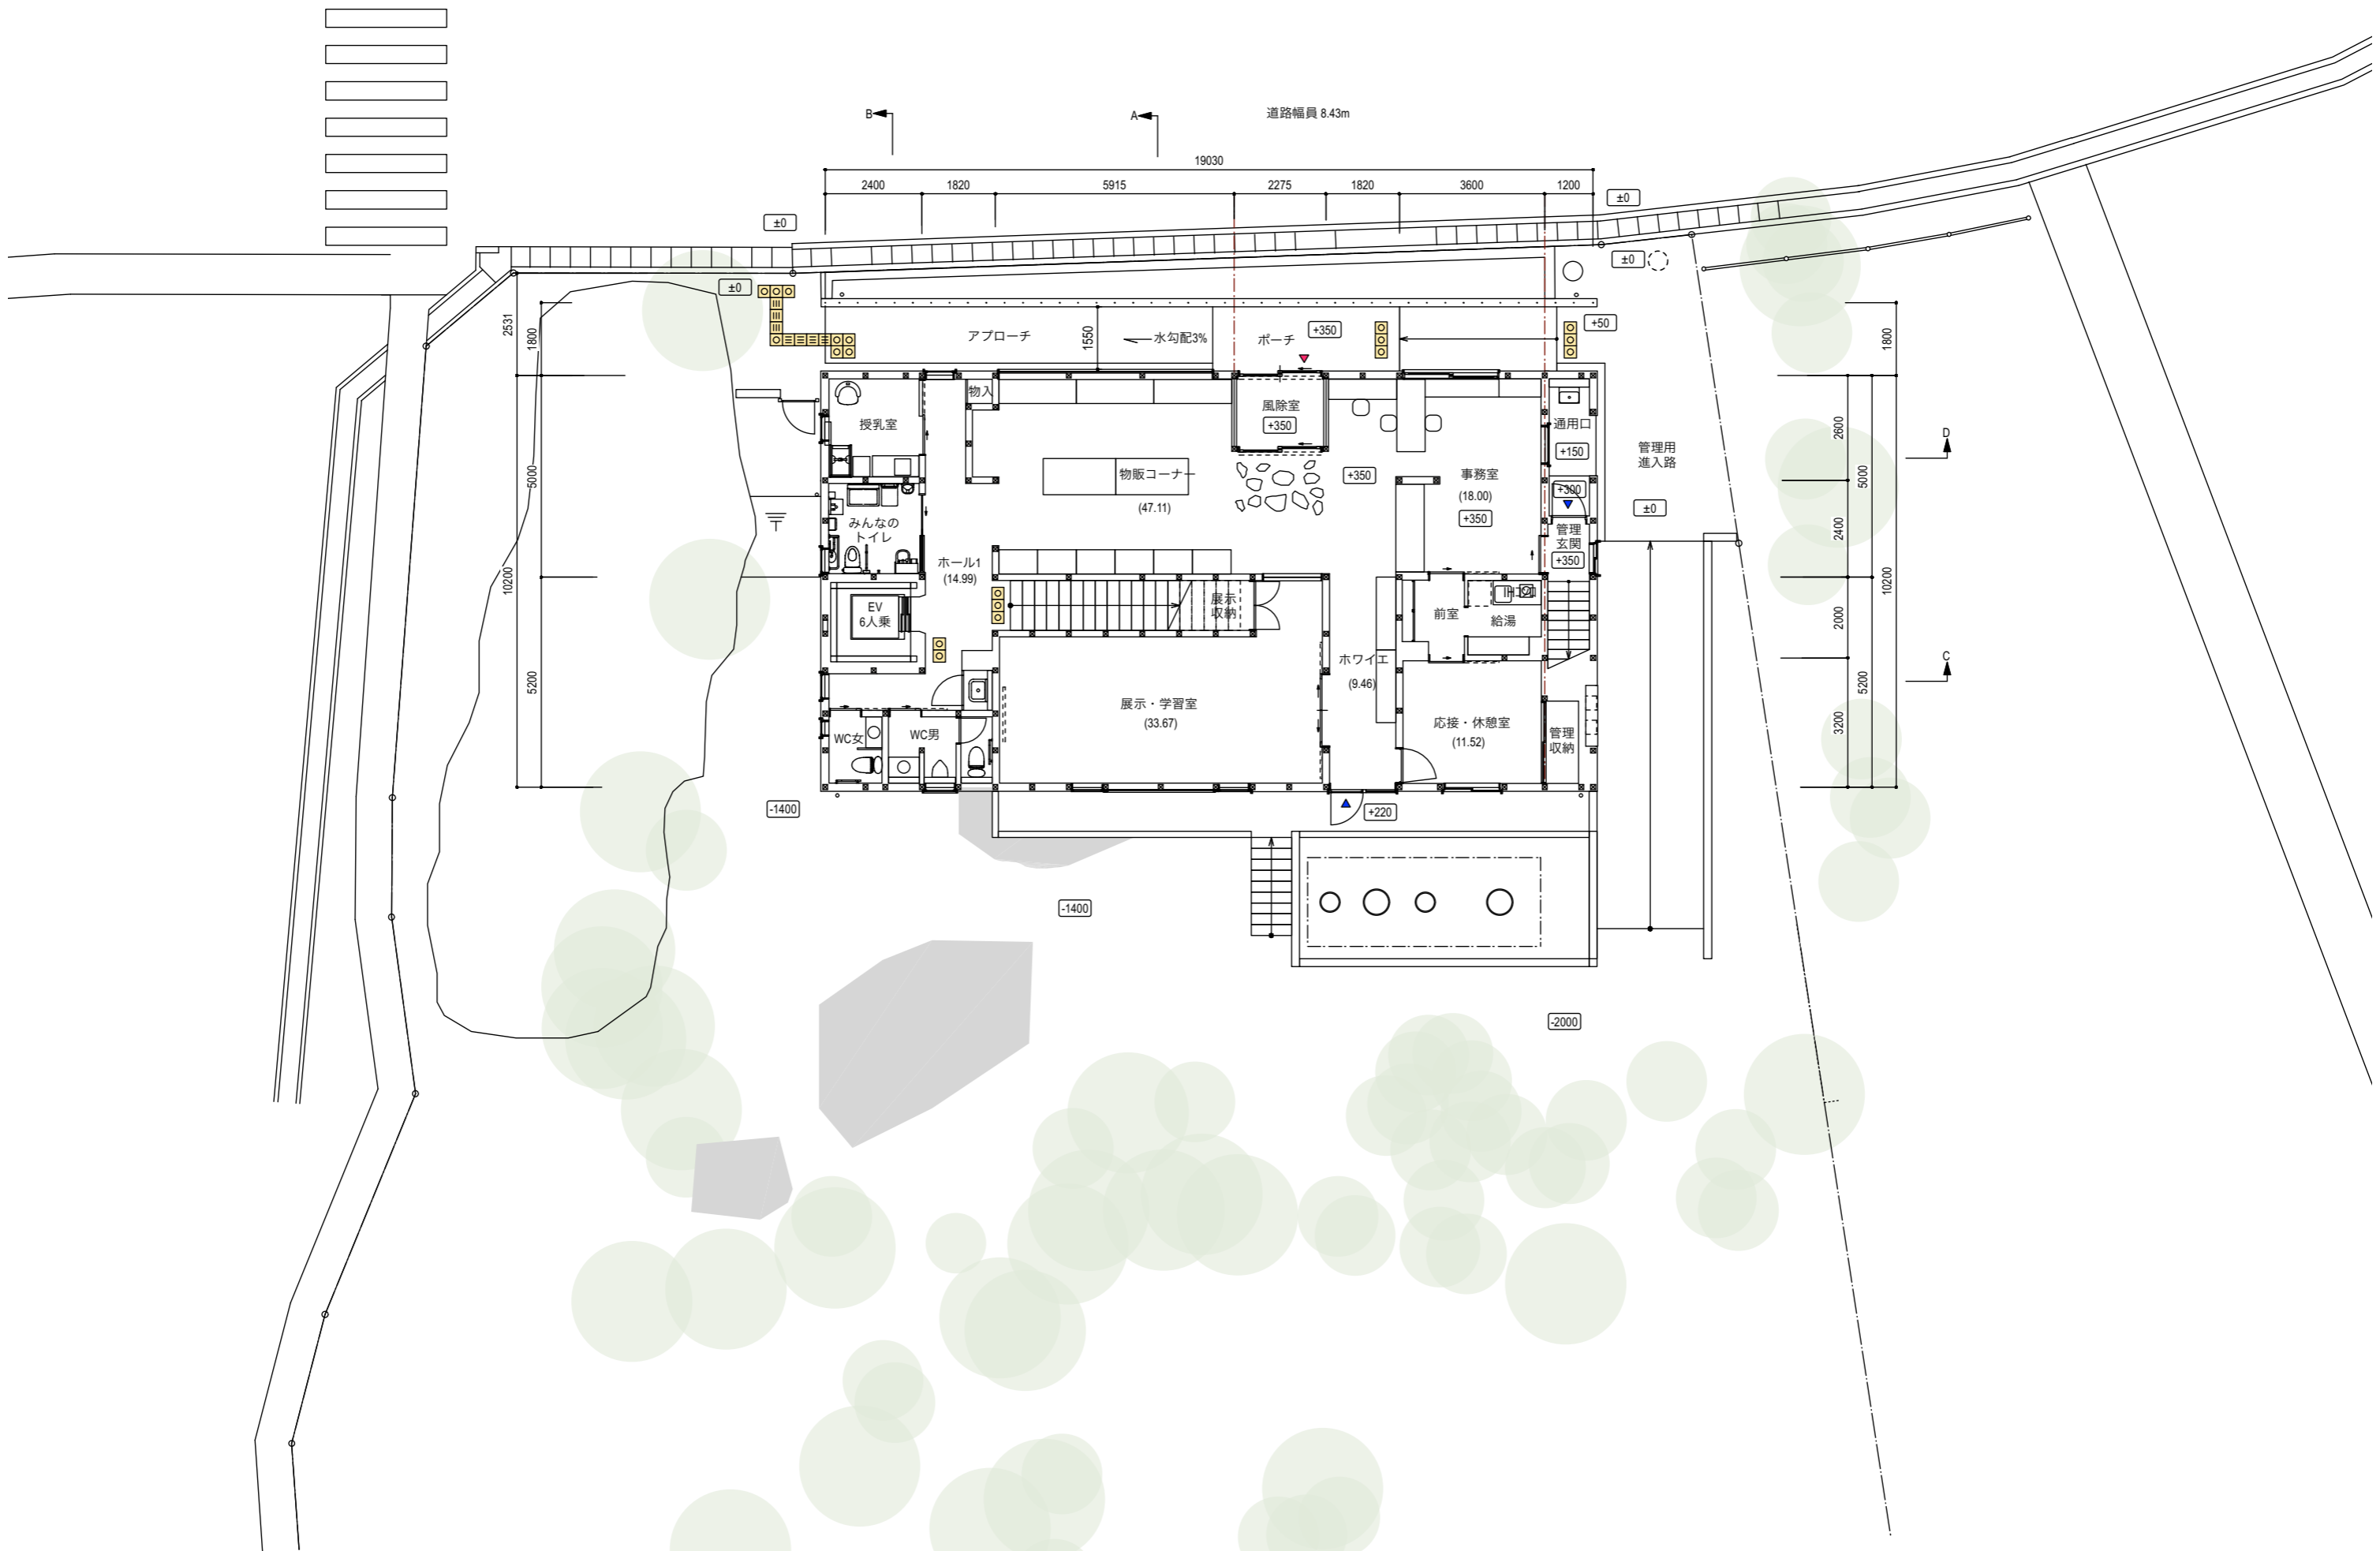 道路幅員 8.43m
B
A
19030
2400
1820
5915
2275
1820
3600
1200
±0
±0
±0
±0
2531
1800
アプローチ
1550
水勾配3%
ポーチ
+350
+50
1800
物入
授乳室
風除室
+350
通用口
+150
管理用
進入路
±0
2600
D
5000
物販コーナー
(47.11)
+350
事務室
(18.00)
+350
+300
5000
みんなの
トイレ
管理
玄関
+350
2400
10200
ホール1
(14.99)
10200
EV
6人乗
展示
収納
前室
IHコンロ
給湯
2000
5200
ホワイエ
(9.46)
C
5200
展示・学習室
(33.67)
応接・休憩室
(11.52)
管理
収納
3200
WC女
WC男
-1400
+220
-1400
-2000